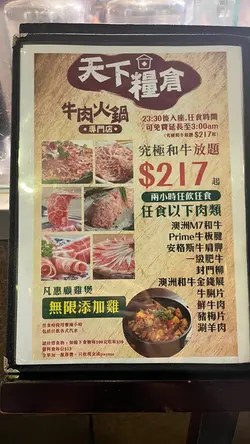 天下糧倉
牛肉火鍋
專門店
23:30後入座,任食時間
可免費延長至3:00am
究極和牛放題
$217起
兩小時任飲任食
任食以下肉類
澳洲M7和牛
Prime牛板腱
安格斯牛肩胛
一級肥牛
封門柳
澳洲和牛金錢展
牛脷片
鮮牛肉
豬梅片
涮羊肉
凡惠顧雞煲
無限添加雞